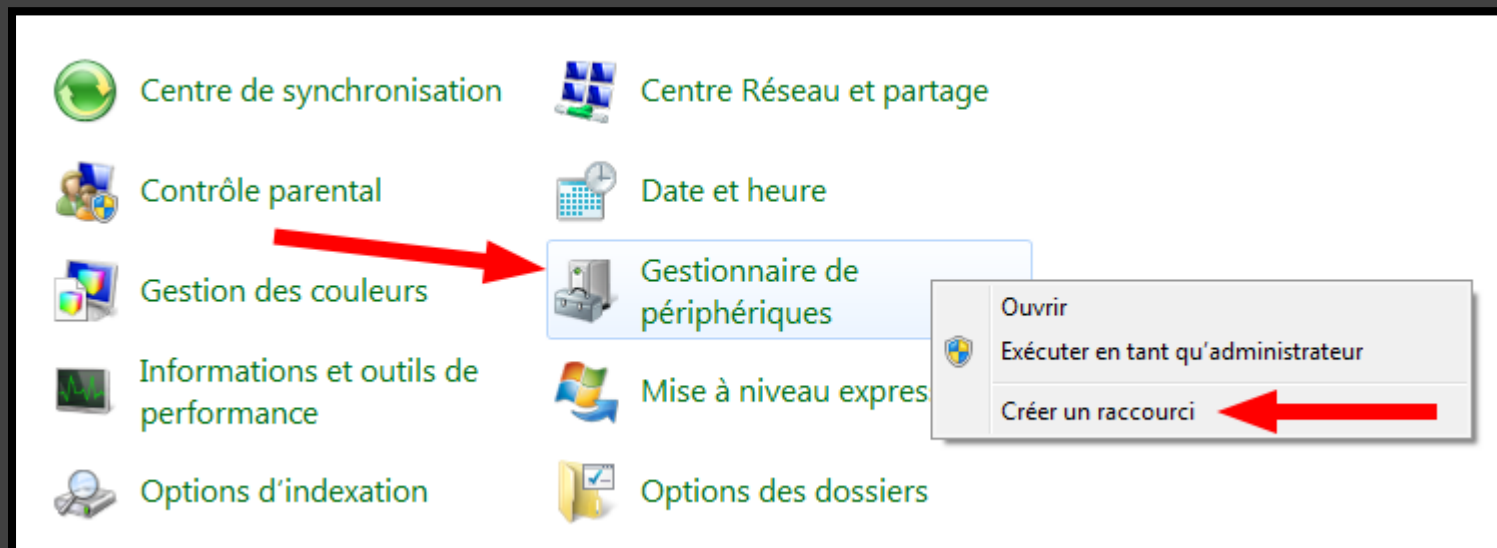 Centre de synchronisation
Centre Réseau et partage
Contrôle parental
Date et heure
Gestion des couleurs
Gestionnaire de
périphériques
Ouvrir
Exécuter en tant qu'administrateur
Créer un raccourci
Informations et outils de
performance
Mise à niveau expres
Options d'indexation
Options des dossiers